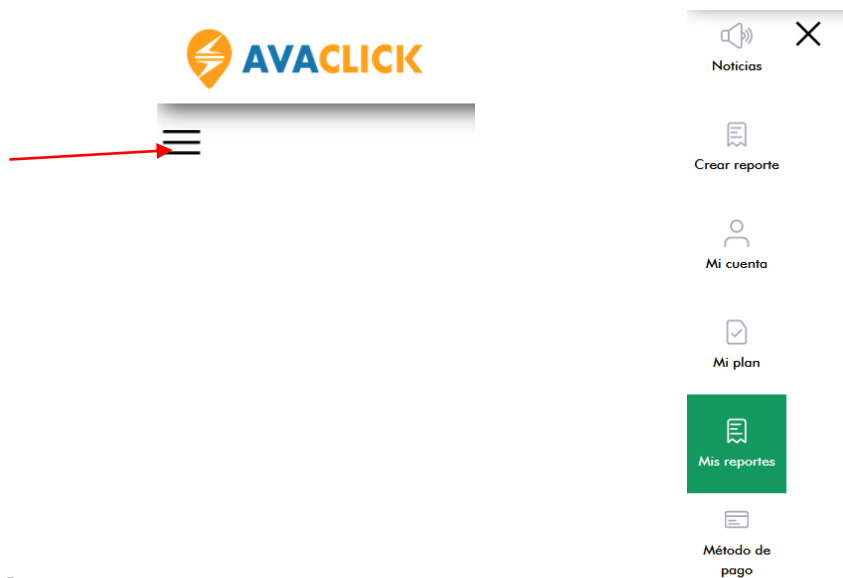 AVACLICK
Noticias
Crear reporte
Mi cuenta
Mi plan
Mis reportes
Método de
pago